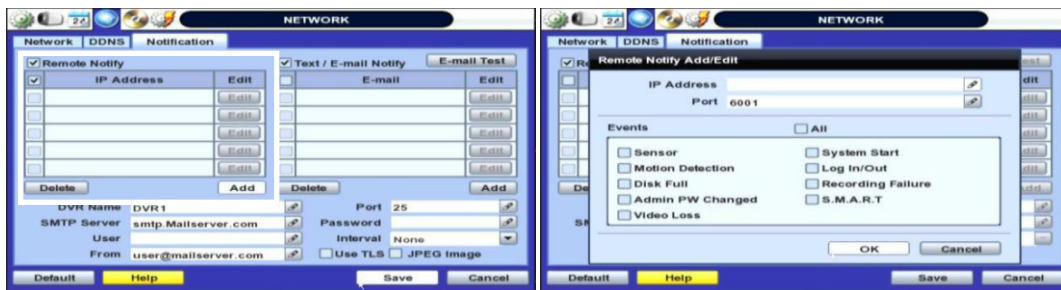 NETWORK
Network DDNS Notification
Remote Notify
IP Address Edit
Edit
Edit
Edit
Edit
Edit
Delete Add
Text / E-mail Notify E-mail Test
E-mail Edit
Edit
Edit
Edit
Edit
Edit
Delete Add
DVR Name DVR1 Port 25
SMTP Server smtp.Mailserver.com Password
User Interval None
From user@mailserver.com Use TLS JPEG Image
Default Help Save Cancel
NETWORK
Network DDNS Notification
Remote Notify Add/Edit
IP Address
Port 6001
Events All
Sensor System Start
Motion Detection Log In/Out
Disk Full Recording Failure
Admin PW Changed S.M.A.R.T
Video Loss
OK Cancel
Default Help Save Cancel